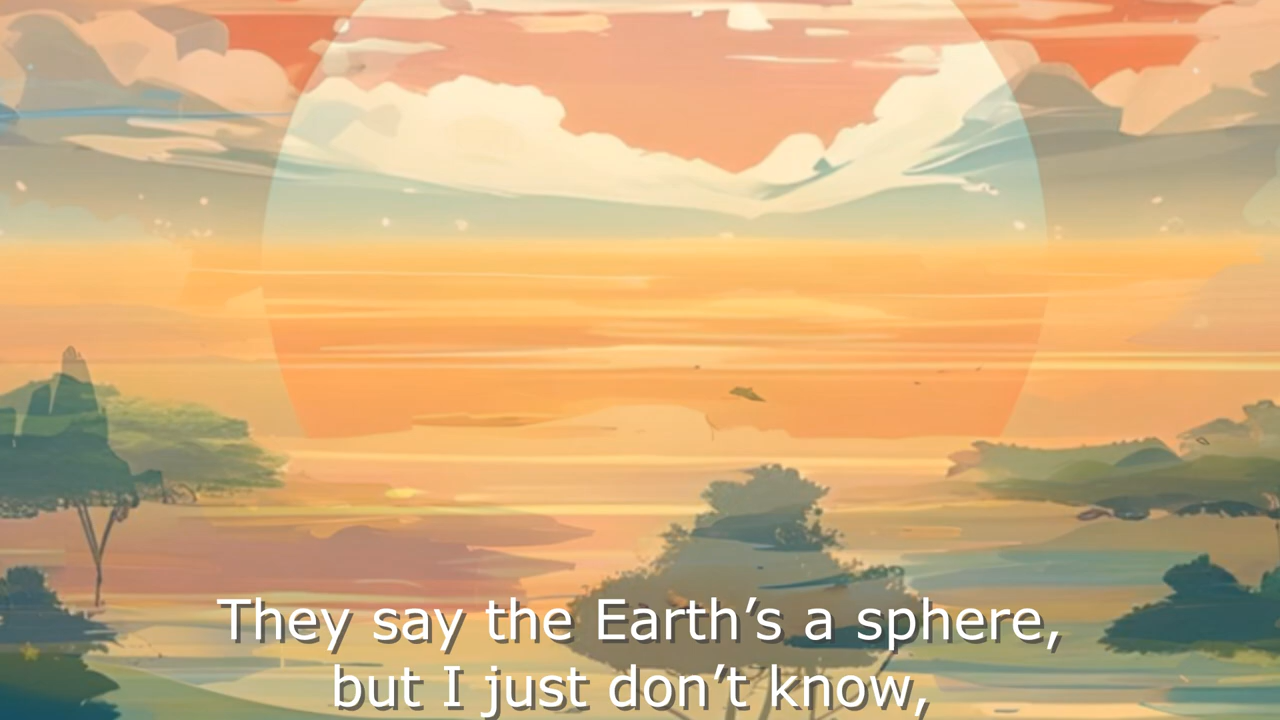 They say the Earth’s a sphere,
but I just don’t know,